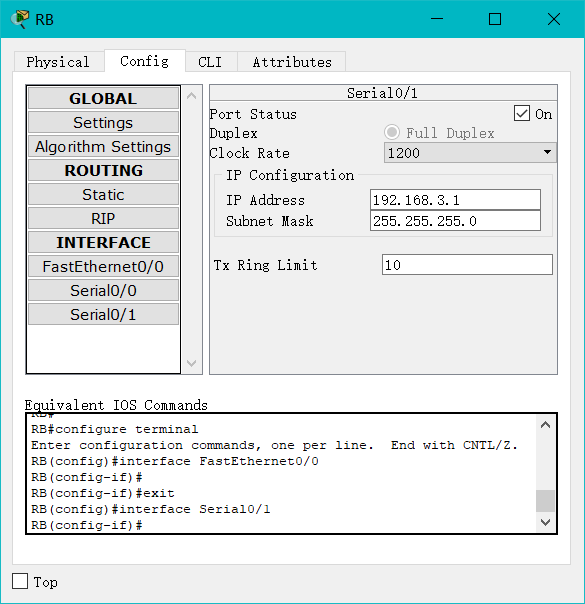 RB
Physical
Config
CLI
Attributes
GLOBAL
Settings
Algorithm Settings
ROUTING
Static
RIP
INTERFACE
FastEthernet0/0
Serial0/0
Serial0/1
Serial0/1
Port Status
On
Duplex
Full Duplex
Clock Rate
1200
IP Configuration
IP Address
192.168.3.1
Subnet Mask
255.255.255.0
Tx Ring Limit
10
Equivalent IOS Commands
RB#
RB#configure terminal
Enter configuration commands, one per line.  End with CNTL/Z.
RB(config)#interface FastEthernet0/0
RB(config-if)#
RB(config-if)#exit
RB(config)#interface Serial0/1
RB(config-if)#
Top